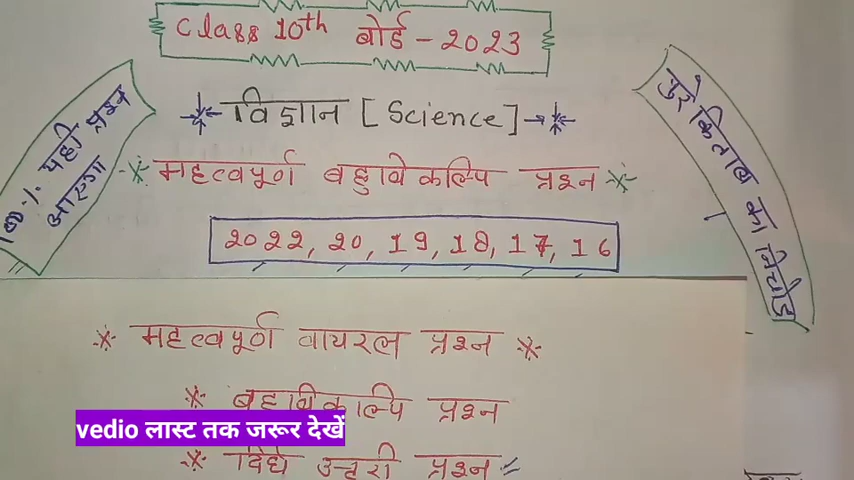 Class 10th बोर्ड - 2023
विज्ञान [Science]
100% यही प्रश्न
आएगा
पुरे किताब का निचोड़
महत्वपूर्ण बहुविकल्पि प्रश्न
2022, 20, 19, 18, 17, 16
महत्वपूर्ण वायरल प्रश्न
बहुविकाल्पि प्रश्न
vedio लास्ट तक जरूर देखें
दिर्घ उत्तरी प्रश्न